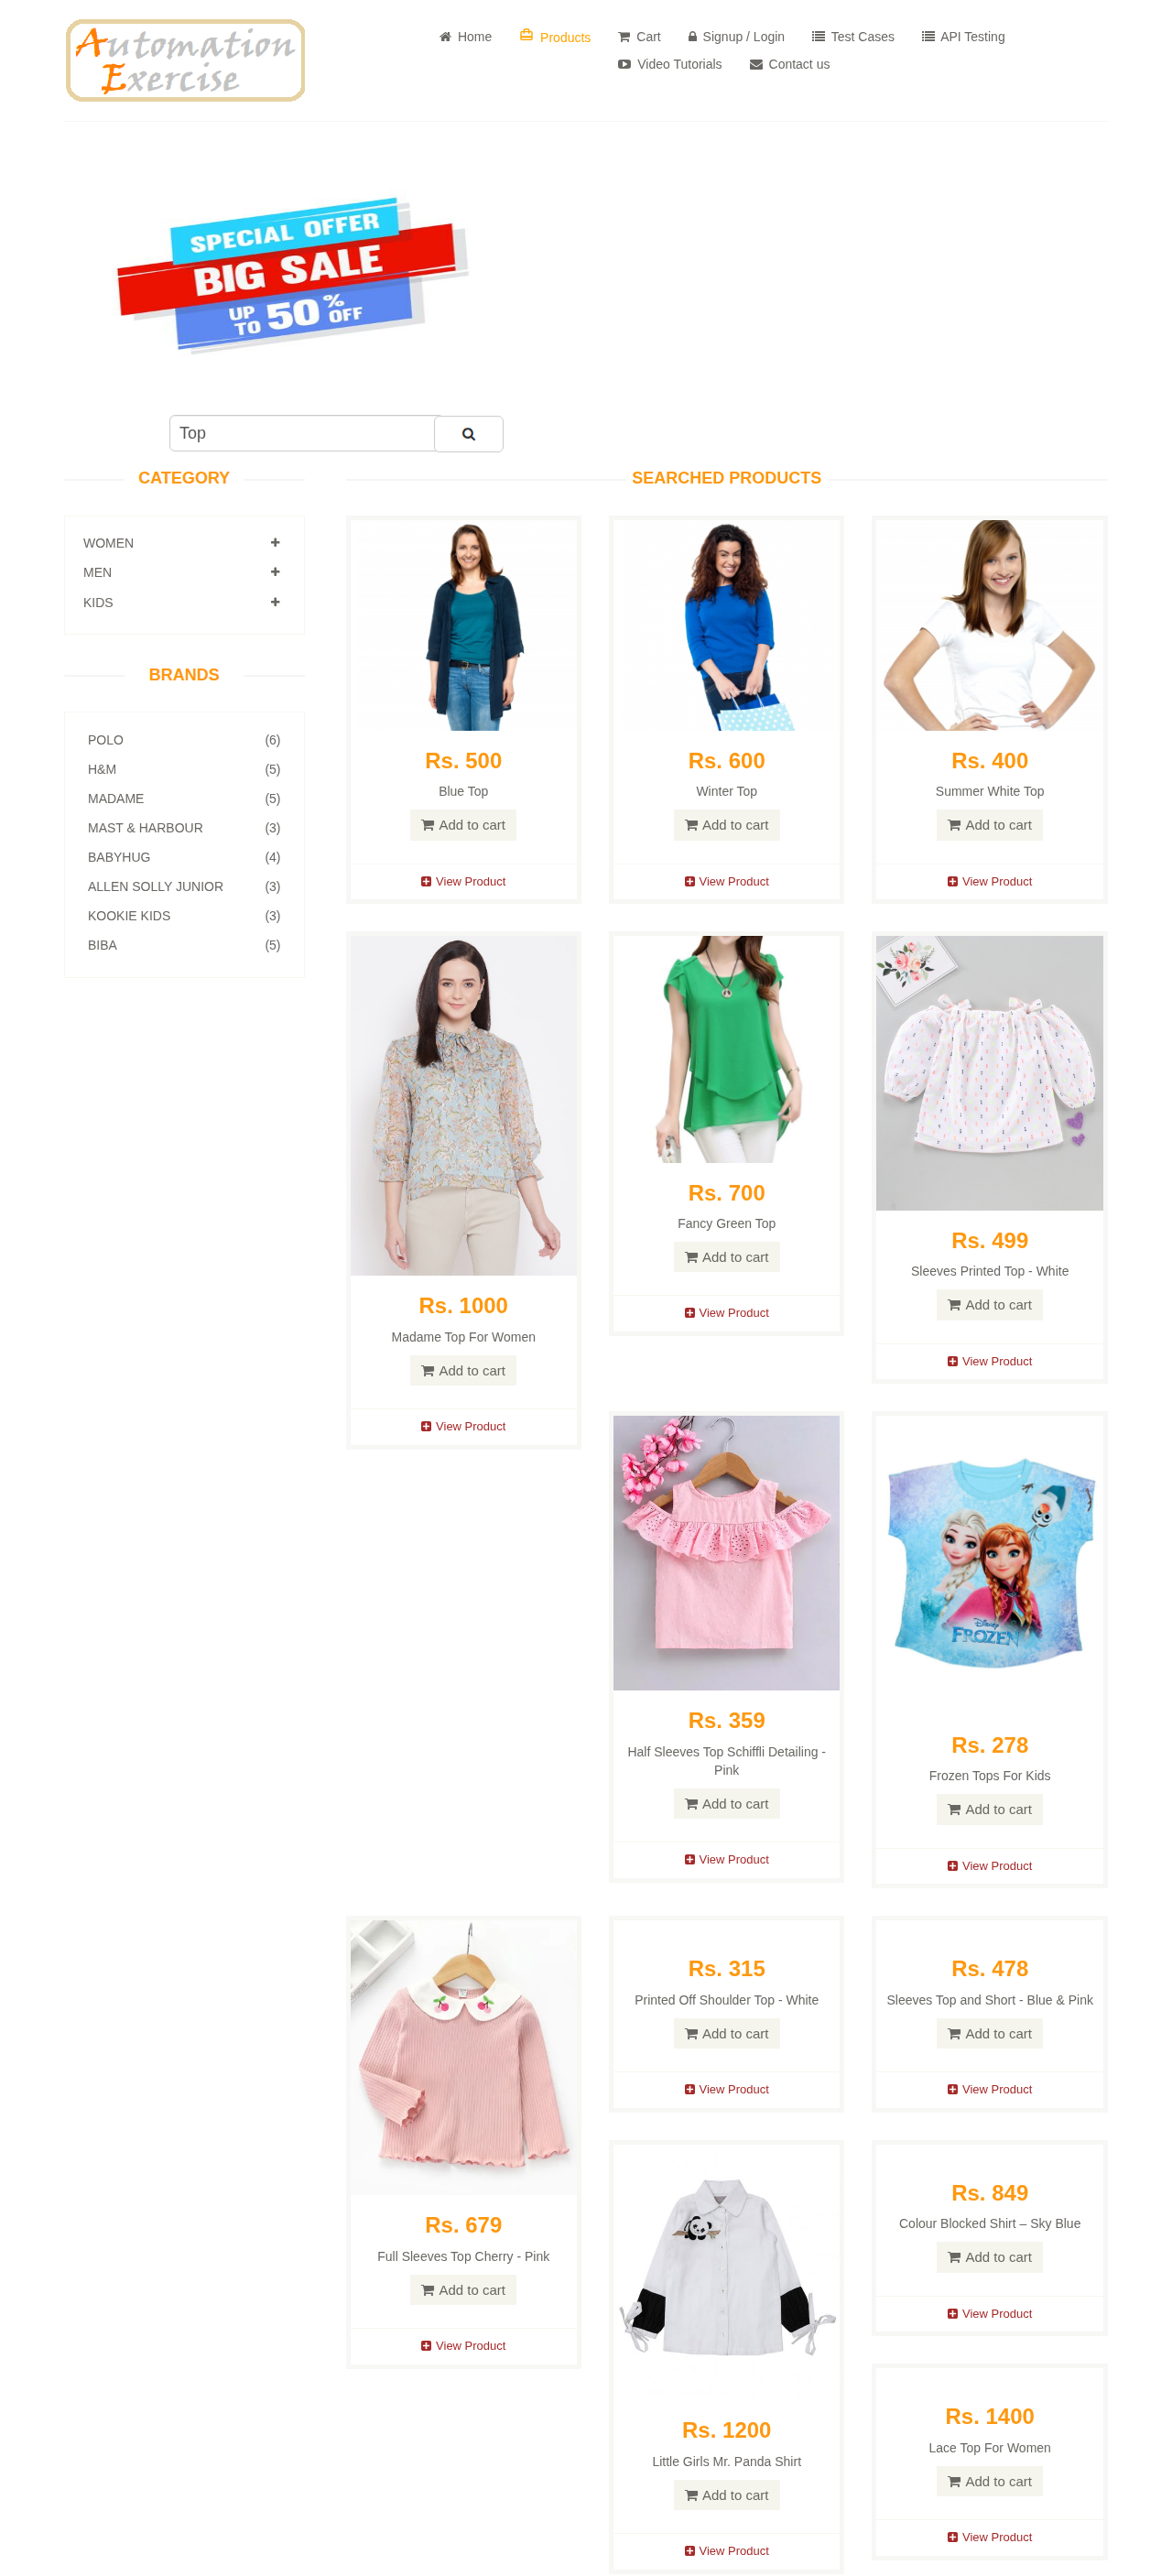 Automation
Exercise
Home
Products
Cart
Signup / Login
Test Cases
API Testing
Video Tutorials
Contact us
SPECIAL OFFER
BIG SALE
UP TO 50% OFF
Top
CATEGORY
WOMEN
MEN
KIDS
BRANDS
POLO (6)
H&M (5)
MADAME (5)
MAST & HARBOUR (3)
BABYHUG (4)
ALLEN SOLLY JUNIOR (3)
KOOKIE KIDS (3)
BIBA (5)
SEARCHED PRODUCTS
Rs. 500
Blue Top
Add to cart
View Product
Rs. 600
Winter Top
Add to cart
View Product
Rs. 400
Summer White Top
Add to cart
View Product
Rs. 1000
Madame Top For Women
Add to cart
View Product
Rs. 700
Fancy Green Top
Add to cart
View Product
Rs. 499
Sleeves Printed Top - White
Add to cart
View Product
Rs. 359
Half Sleeves Top Schiffli Detailing -
Pink
Add to cart
View Product
Disney
FROZEN
Rs. 278
Frozen Tops For Kids
Add to cart
View Product
Rs. 679
Full Sleeves Top Cherry - Pink
Add to cart
View Product
Rs. 315
Printed Off Shoulder Top - White
Add to cart
View Product
Rs. 478
Sleeves Top and Short - Blue & Pink
Add to cart
View Product
Rs. 1200
Little Girls Mr. Panda Shirt
Add to cart
View Product
Rs. 849
Colour Blocked Shirt – Sky Blue
Add to cart
View Product
Rs. 1400
Lace Top For Women
Add to cart
View Product